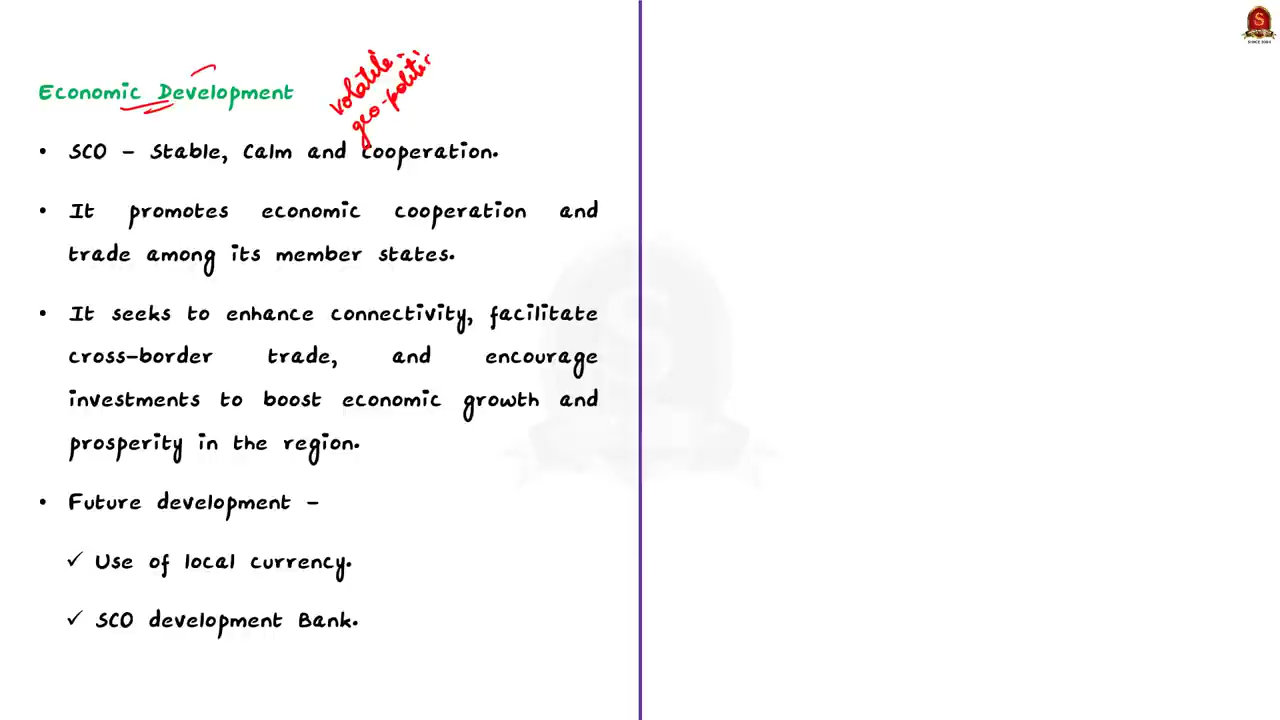 Economic Development
volatile
geo-politi
• SCO – Stable, Calm and Cooperation.
• It promotes economic cooperation and
trade among its member states.
• It seeks to enhance connectivity, facilitate
cross-border trade, and encourage
investments to boost economic growth and
prosperity in the region.
• Future development –
✓ Use of local currency.
✓ SCO development Bank.
S
SINCE 2004